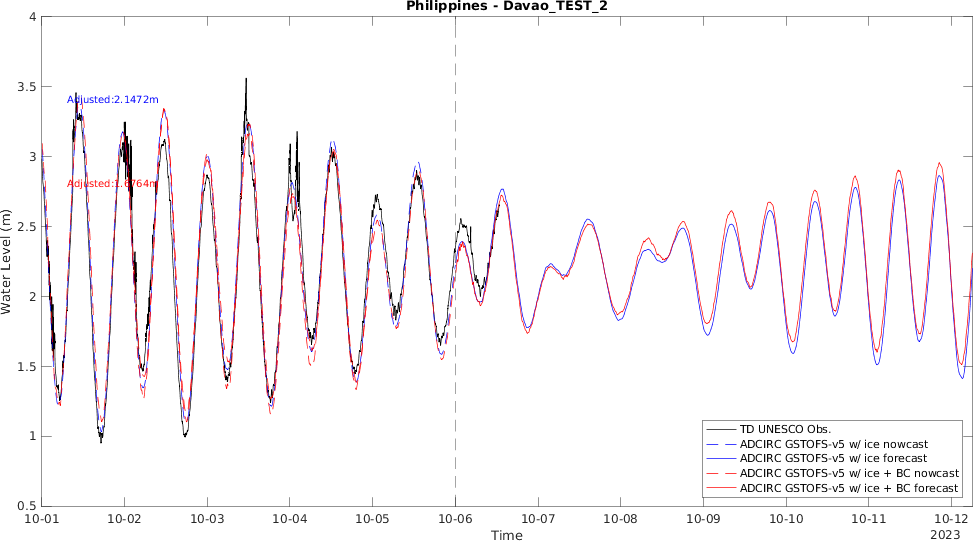 Philippines - Davao_TEST_2
4
3.5
3
2.5
2
1.5
1
0.5
Water Level (m)
Adjusted:2.1472m
Adjusted:1.6764m
TD UNESCO Obs.
ADCIRC GSTOFS-v5 w/ ice nowcast
ADCIRC GSTOFS-v5 w/ ice forecast
ADCIRC GSTOFS-v5 w/ ice + BC nowcast
ADCIRC GSTOFS-v5 w/ ice + BC forecast
10-01 10-02 10-03 10-04 10-05 10-06 10-07 10-08 10-09 10-10 10-11 10-12
2023
Time